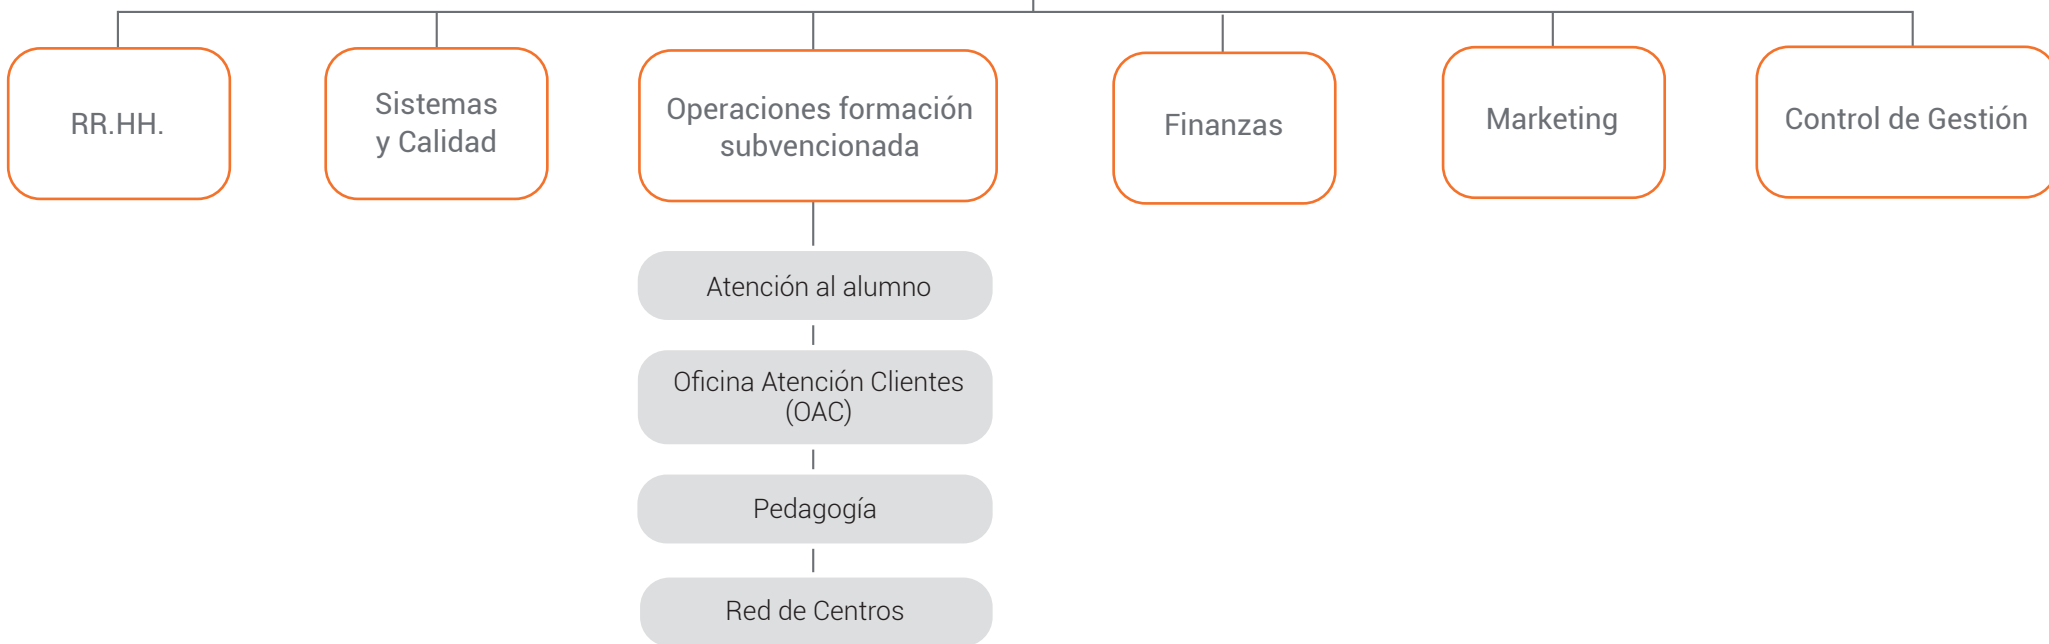 RR.HH.
Sistemas
y Calidad
Operaciones formación
subvencionada
Finanzas
Marketing
Control de Gestión
Atención al alumno
Oficina Atención Clientes
(OAC)
Pedagogía
Red de Centros